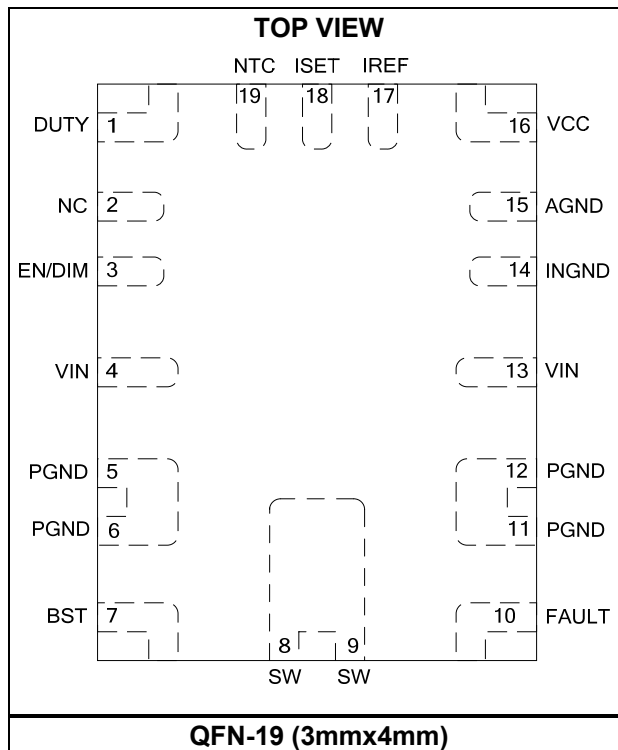 TOP VIEW
NTC ISET IREF
19 18 17
DUTY 1 16 VCC
NC 2 15 AGND
EN/DIM 3 14 INGND
VIN 4 13 VIN
PGND 5 12 PGND
PGND 6 11 PGND
BST 7 10 FAULT
8 9
SW SW
QFN-19 (3mmx4mm)